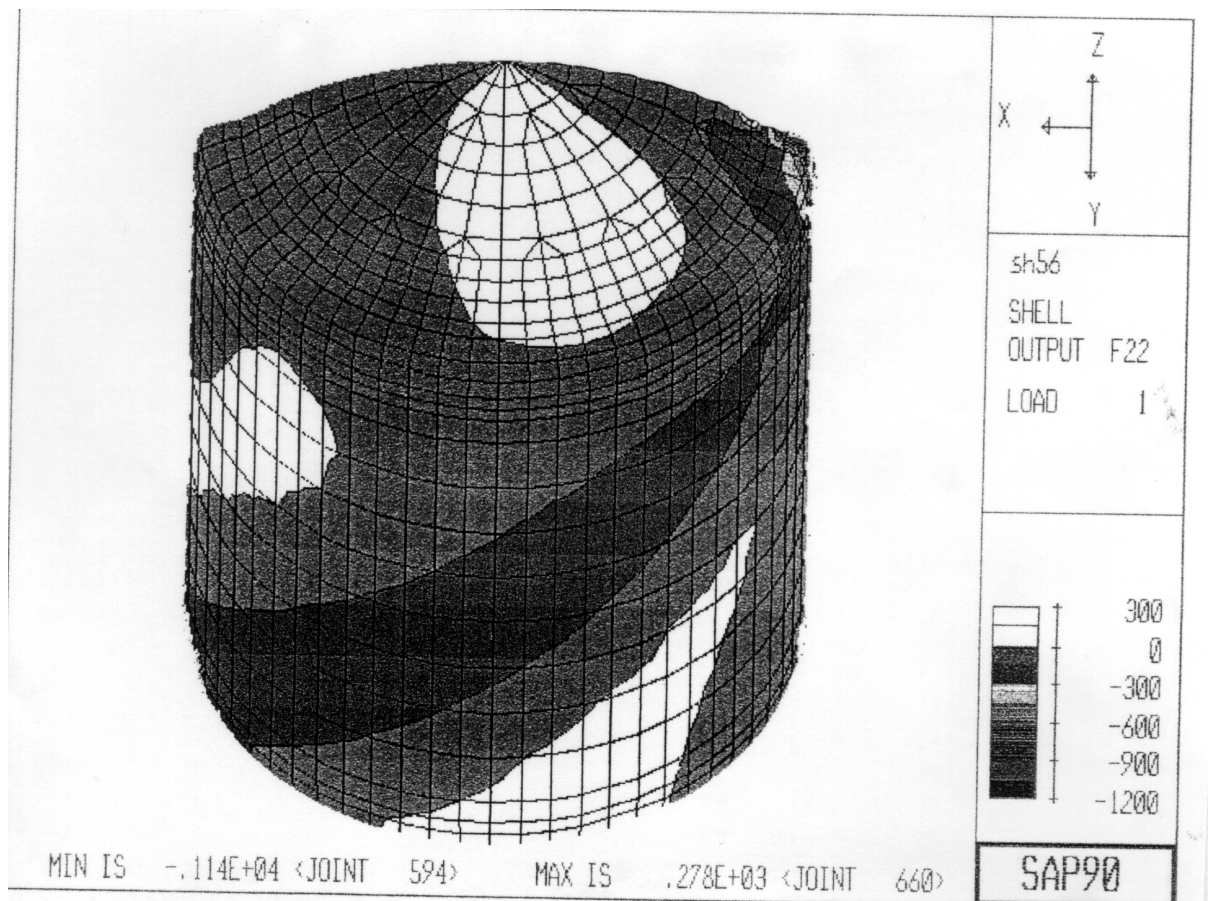 Z
X
Y
sh56
SHELL
OUTPUT F22
LOAD 1
300
0
-300
-600
-900
-1200
MIN IS -.114E+04 <JOINT 594> MAX IS .278E+03 <JOINT 660>
SAP90